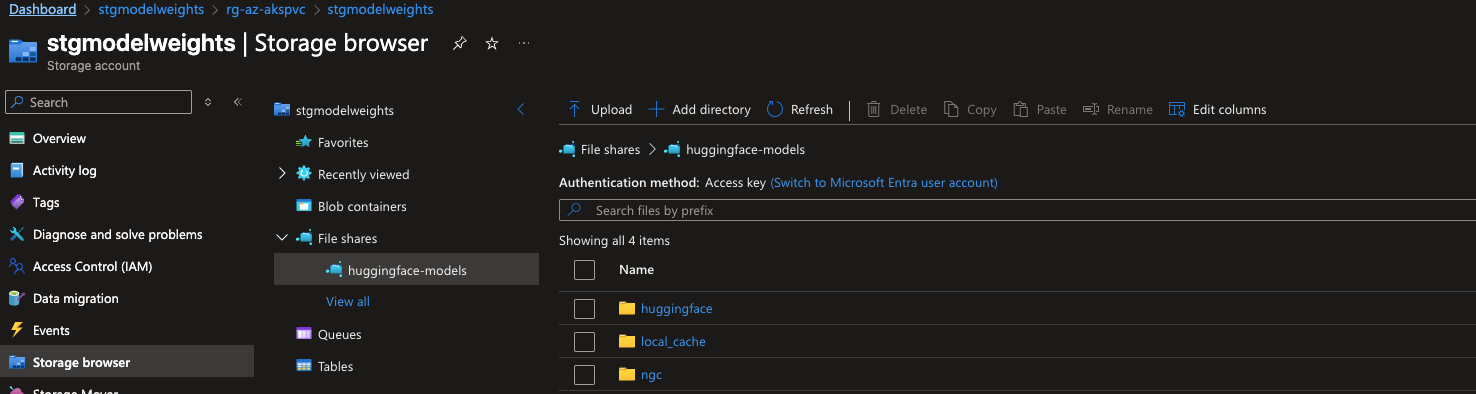 Dashboard > stgmodelweights > rg-az-akspvc > stgmodelweights
stgmodelweights | Storage browser
Storage account
Search
Overview
Activity log
Tags
Diagnose and solve problems
Access Control (IAM)
Data migration
Events
Storage browser
Storage Mover
stgmodelweights
Favorites
Recently viewed
Blob containers
File shares
huggingface-models
View all
Queues
Tables
Upload Add directory Refresh Delete Copy Paste Rename Edit columns
File shares > huggingface-models
Authentication method: Access key (Switch to Microsoft Entra user account)
Search files by prefix
Showing all 4 items
Name
huggingface
local_cache
ngc